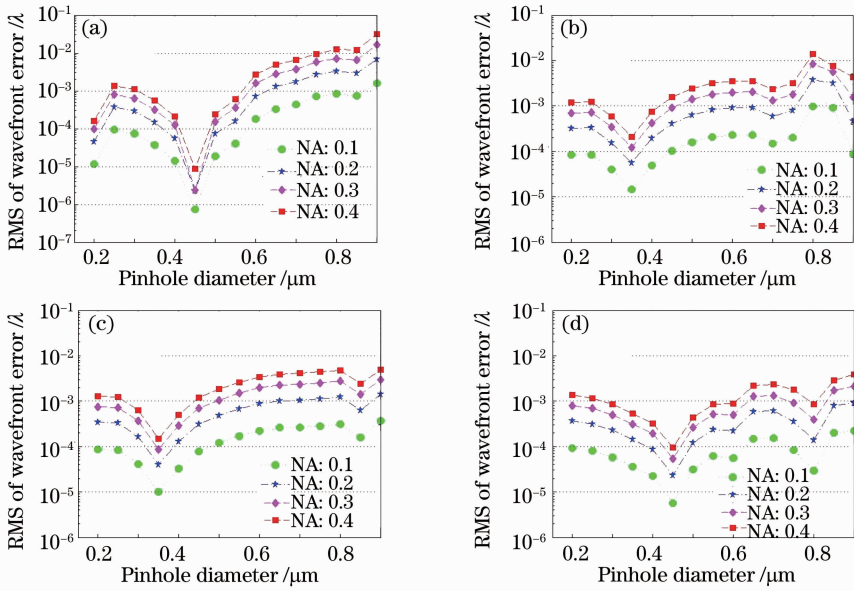 (a)
RMS of wavefront error /λ
10⁻¹
10⁻²
10⁻³
10⁻⁴
10⁻⁵
10⁻⁶
10⁻⁷
NA: 0.1
NA: 0.2
NA: 0.3
NA: 0.4
0.2 0.4 0.6 0.8
Pinhole diameter /μm
(b)
RMS of wavefront error /λ
10⁻¹
10⁻²
10⁻³
10⁻⁴
10⁻⁵
10⁻⁶
NA: 0.1
NA: 0.2
NA: 0.3
NA: 0.4
0.2 0.4 0.6 0.8
Pinhole diameter /μm
(c)
RMS of wavefront error /λ
10⁻¹
10⁻²
10⁻³
10⁻⁴
10⁻⁵
10⁻⁶
NA: 0.1
NA: 0.2
NA: 0.3
NA: 0.4
0.2 0.4 0.6 0.8
Pinhole diameter /μm
(d)
RMS of wavefront error /λ
10⁻¹
10⁻²
10⁻³
10⁻⁴
10⁻⁵
10⁻⁶
NA: 0.1
NA: 0.2
NA: 0.3
NA: 0.4
0.2 0.4 0.6 0.8
Pinhole diameter /μm